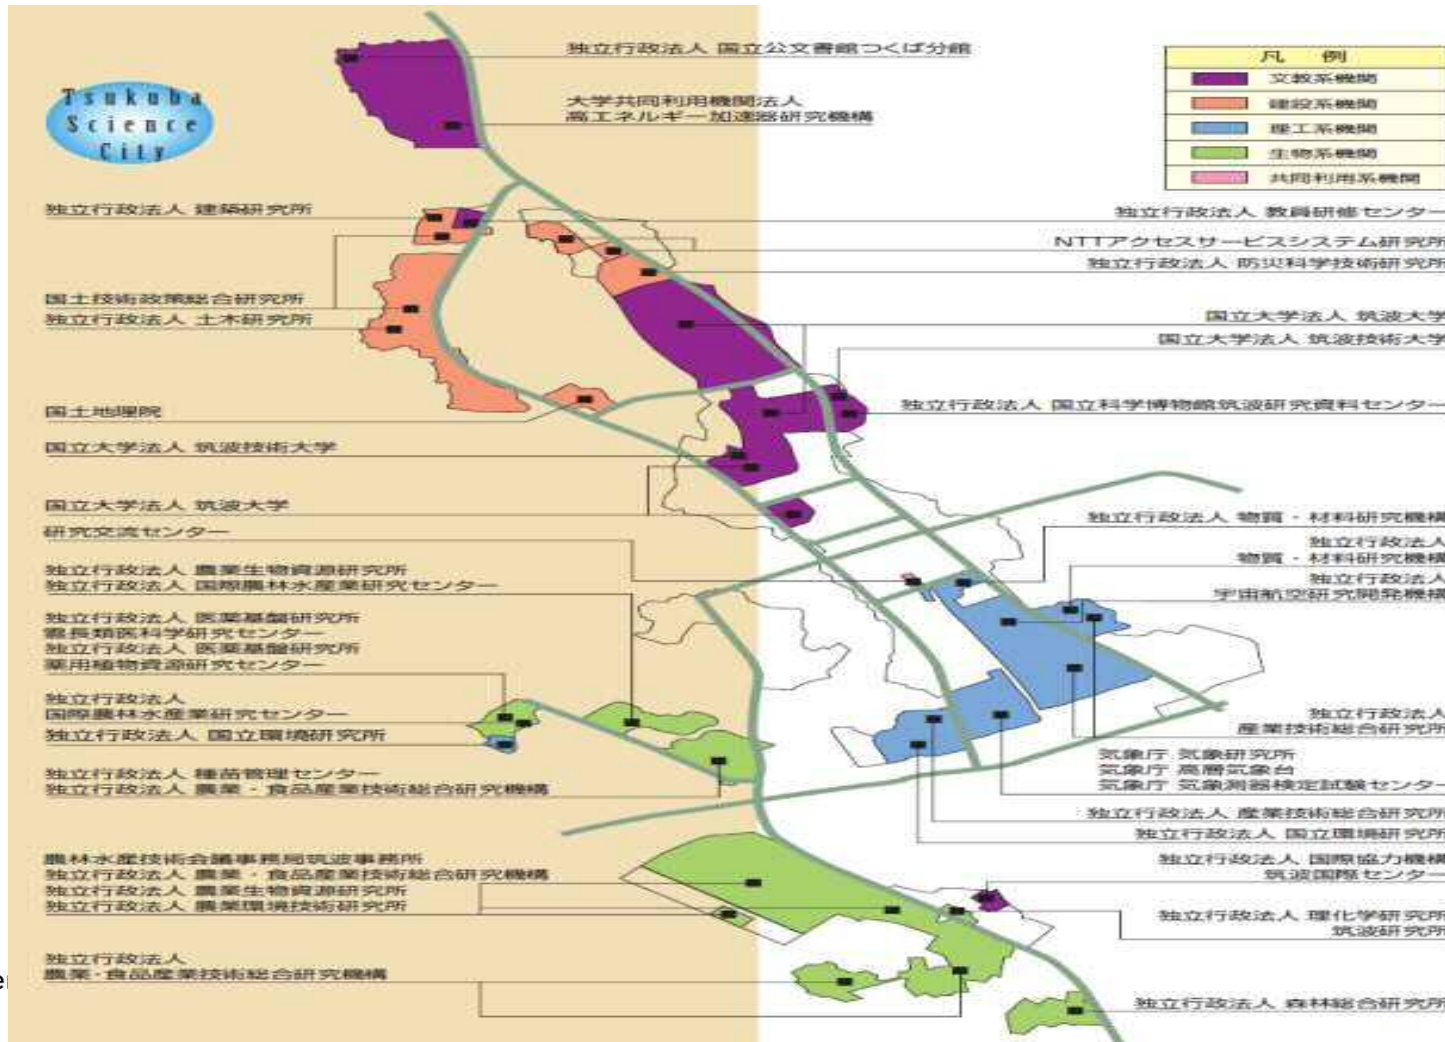 Tsukuba
Science
City
独立行政法人 国立公文書館つくば分館
大学共同利用機関法人
高エネルギー加速器研究機構
凡 例
文教系機関
建設系機関
理工系機関
生物系機関
共同利用系機関
独立行政法人 建築研究所
国土技術政策総合研究所
独立行政法人 土木研究所
国土地理院
国立大学法人 筑波技術大学
国立大学法人 筑波大学
研究交流センター
独立行政法人 農業生物資源研究所
独立行政法人 国際農林水産業研究センター
独立行政法人 医薬基盤研究所
霊長類医科学研究センター
独立行政法人 医薬基盤研究所
薬用植物資源研究センター
独立行政法人
国際農林水産業研究センター
独立行政法人 国立環境研究所
独立行政法人 種苗管理センター
独立行政法人 農業・食品産業技術総合研究機構
農林水産技術会議事務局筑波事務所
独立行政法人 農業・食品産業技術総合研究機構
独立行政法人 農業生物資源研究所
独立行政法人 農業環境技術研究所
独立行政法人
農業・食品産業技術総合研究機構
独立行政法人 教員研修センター
NTTアクセスサービスシステム研究所
独立行政法人 防災科学技術研究所
国立大学法人 筑波大学
国立大学法人 筑波技術大学
独立行政法人 国立科学博物館筑波研究資料センター
独立行政法人 物質・材料研究機構
独立行政法人
物質・材料研究機構
独立行政法人
宇宙航空研究開発機構
独立行政法人
産業技術総合研究所
気象庁 気象研究所
気象庁 高層気象台
気象庁 気象測器検定試験センター
独立行政法人 産業技術総合研究所
独立行政法人 国立環境研究所
独立行政法人 国際協力機構
筑波国際センター
独立行政法人 理化学研究所
筑波研究所
独立行政法人 森林総合研究所